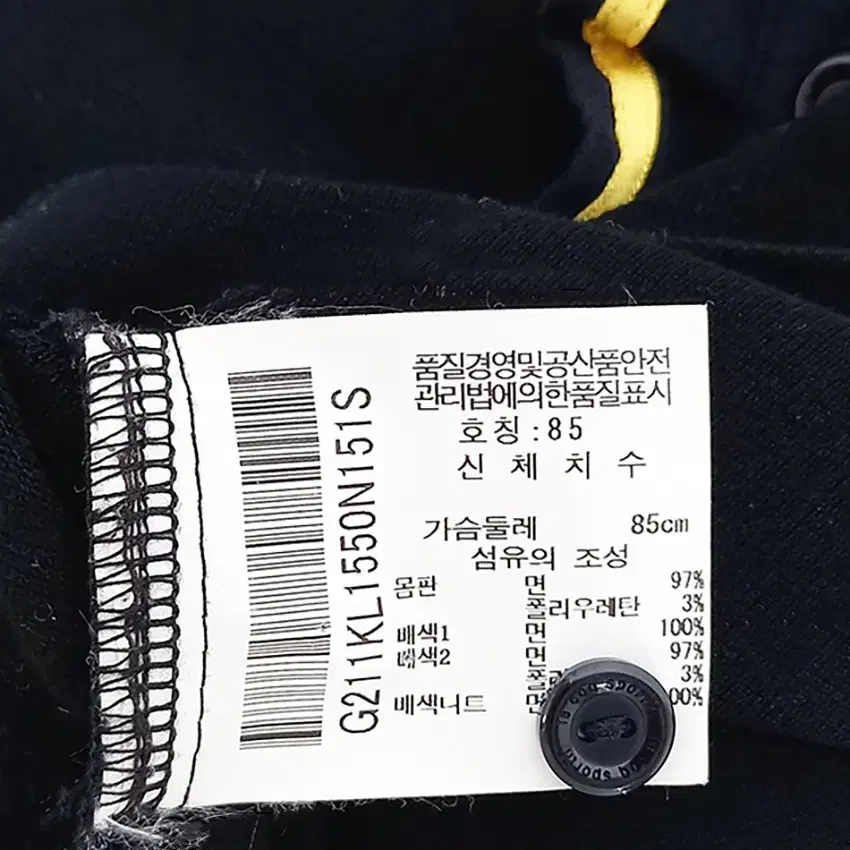 품질경영및공산품안전
관리법에의한품질표시
호칭 : 85
신 체 치 수
가슴둘레 85cm
섬유의 조성
몸판 면 97%
폴리우레탄 3%
배색1 면 100%
배색2 면 97%
3%
배색니트
G211KL1550N151S
le coq sportif